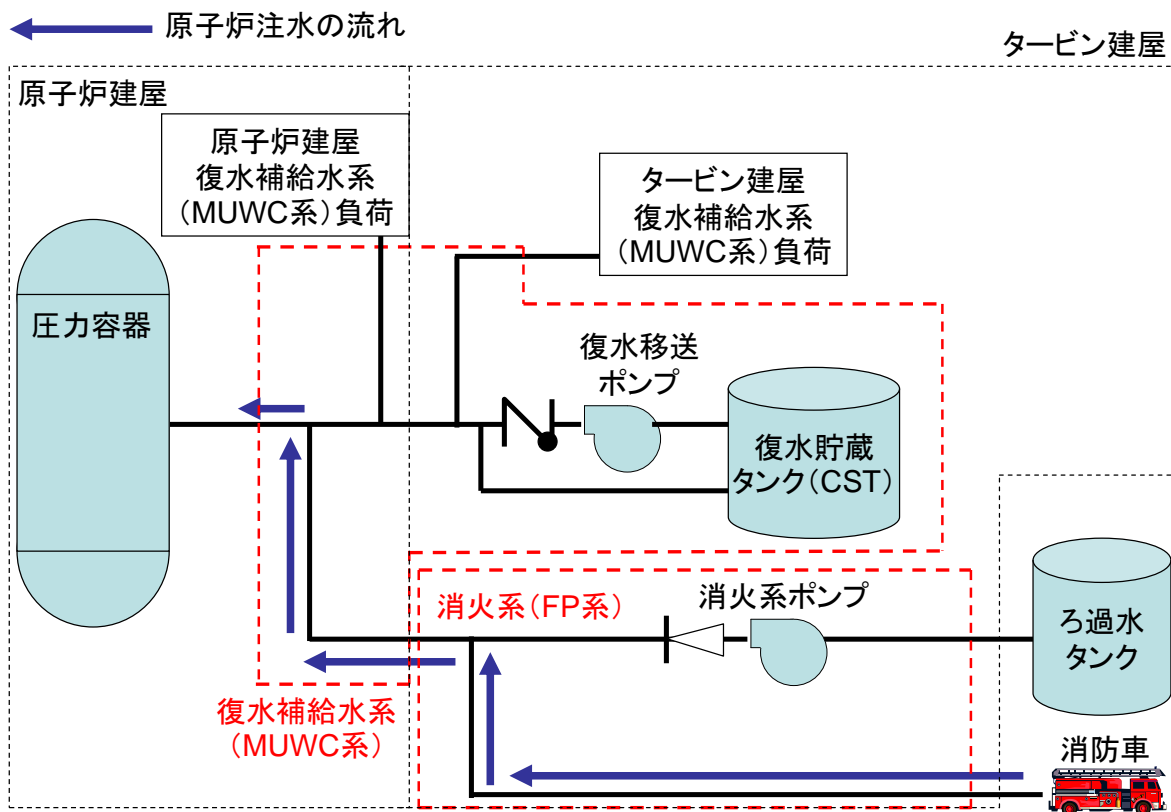 原子炉注水の流れ
タービン建屋
原子炉建屋
原子炉建屋
復水補給水系
（MUWC系）負荷
タービン建屋
復水補給水系
（MUWC系）負荷
圧力容器
復水移送
ポンプ
復水貯蔵
タンク（CST）
消火系（FP系）
消火系ポンプ
ろ過水
タンク
復水補給水系
（MUWC系）
消防車